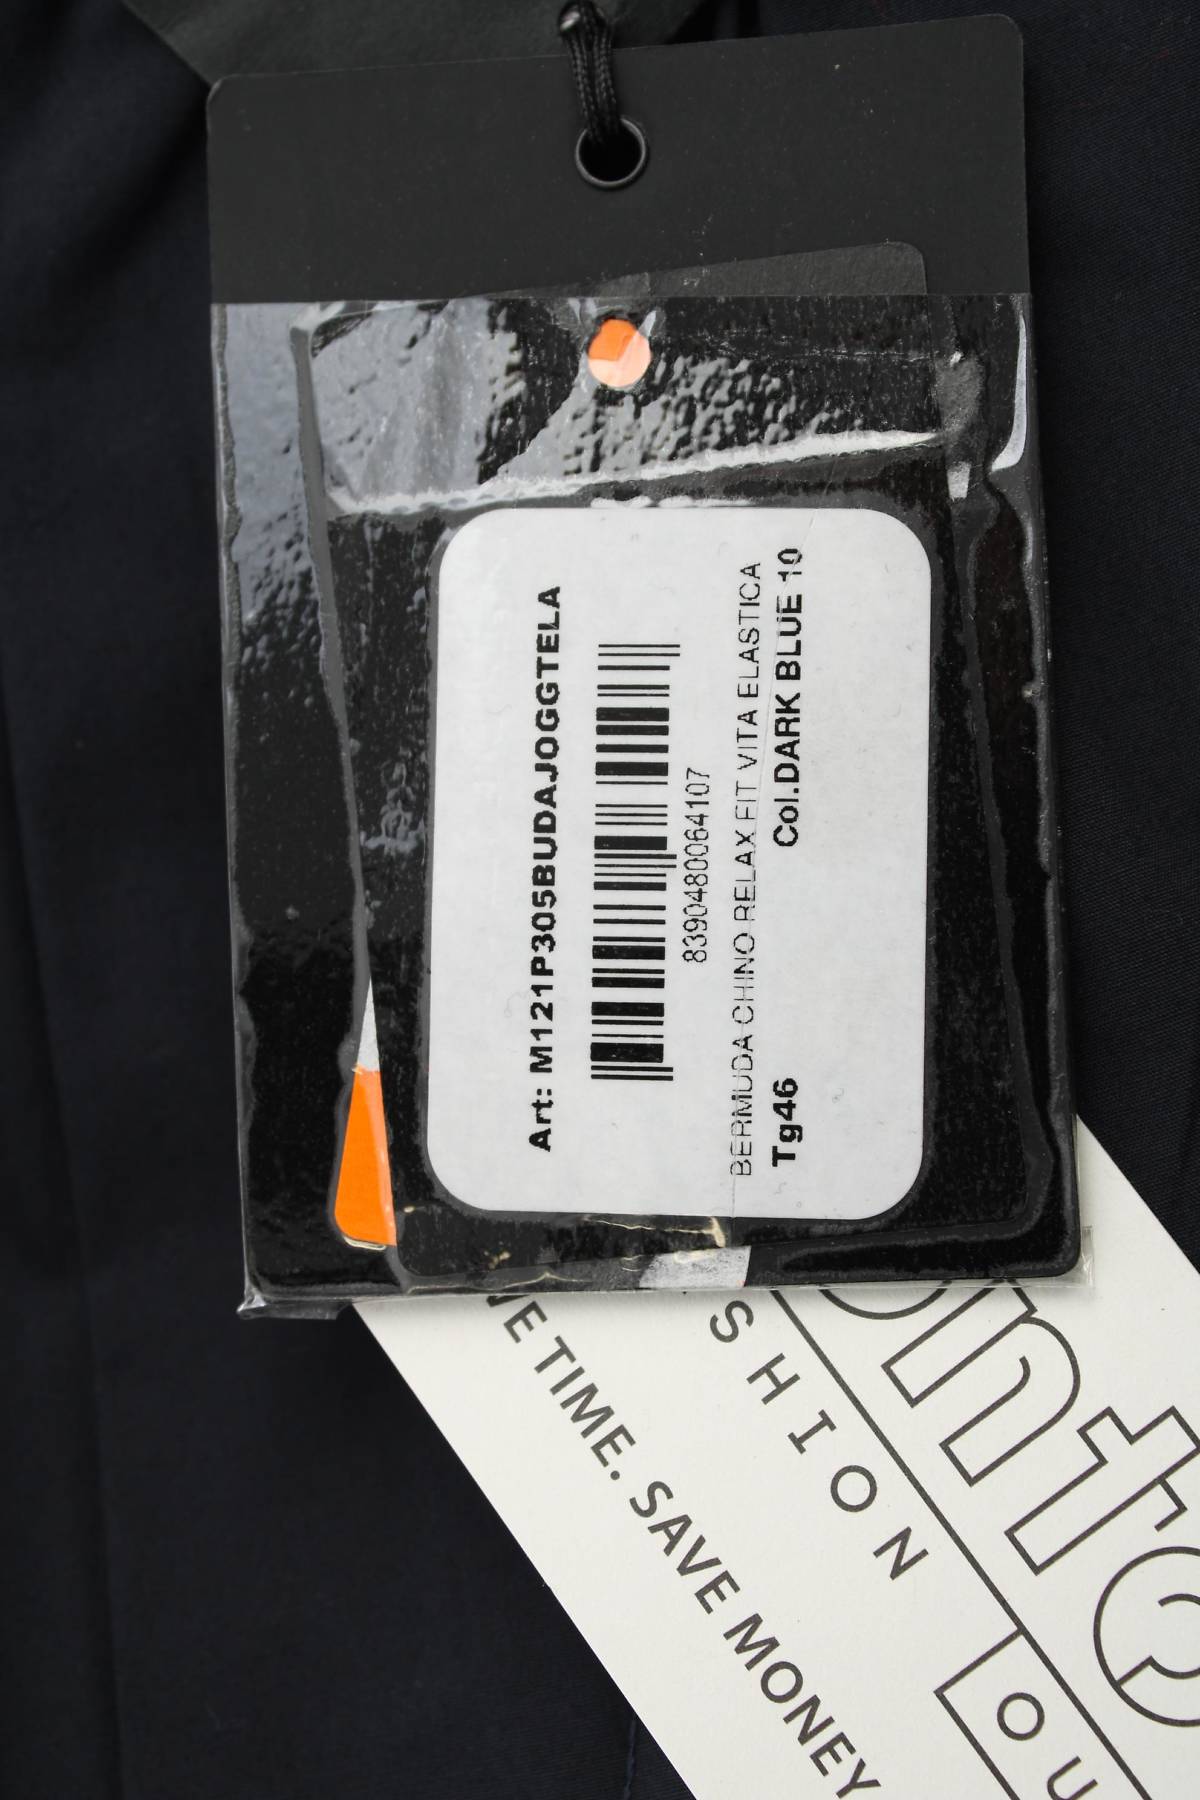 Art: M121P305BUDAJOGGTELA
8390480064107
BERMUDA CHINO RELAX FIT VITA ELASTICA
Tg46 Col.DARK BLUE 10
SHION
TIME. SAVE MONEY